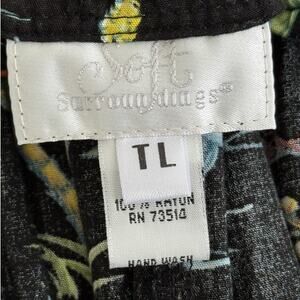 Soft
Surroundings®
TL
100% RAYON
RN 73514
HAND WASH